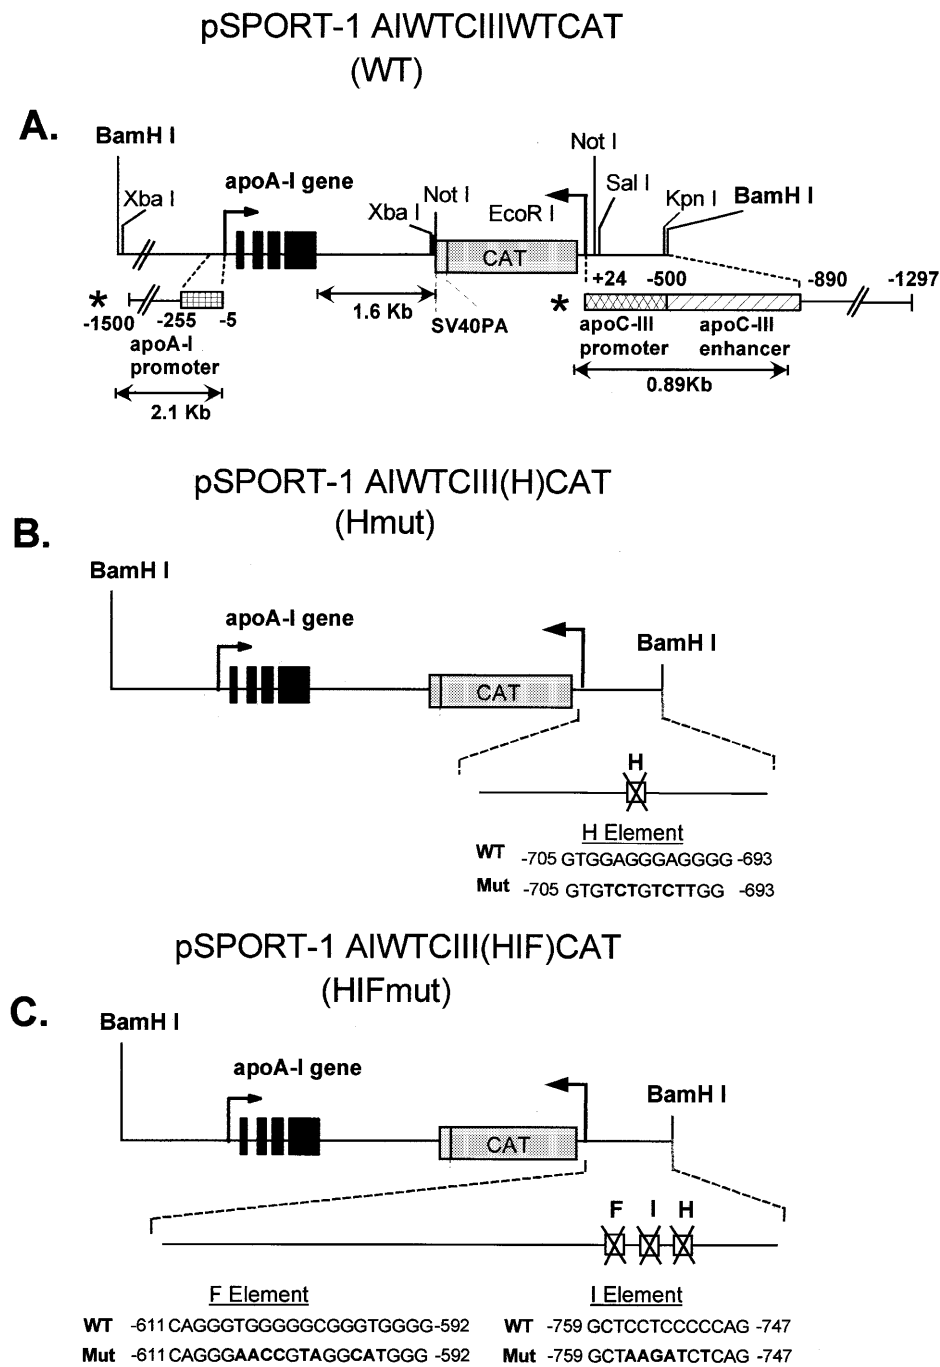 pSPORT-1 AIWTCIIIWTCAT
(WT)
A.
BamH I
Xba I
apoA-I gene
Xba I
Not I
EcoR I
Not I
Sal I
Kpn I
BamH I
CAT
+24
-500
-890
-1297
*
-1500
-255
-5
1.6 Kb
SV40PA
*
apoA-I
promoter
apoC-III
promoter
apoC-III
enhancer
2.1 Kb
0.89Kb
pSPORT-1 AIWTCIII(H)CAT
(Hmut)
B.
BamH I
apoA-I gene
BamH I
CAT
H
H Element
WT -705 GTGGAGGGAGGGG -693
Mut -705 GTGTCTGTCTTGG -693
pSPORT-1 AIWTCIII(HIF)CAT
(HIFmut)
C.
BamH I
apoA-I gene
BamH I
CAT
F I H
F Element
WT -611 CAGGGTGGGGGCGGGTGGGG-592
Mut -611 CAGGGAACCGTAGGCATGGG -592
I Element
WT -759 GCTCCTCCCCCAG -747
Mut -759 GCTAAGATCTCAG -747